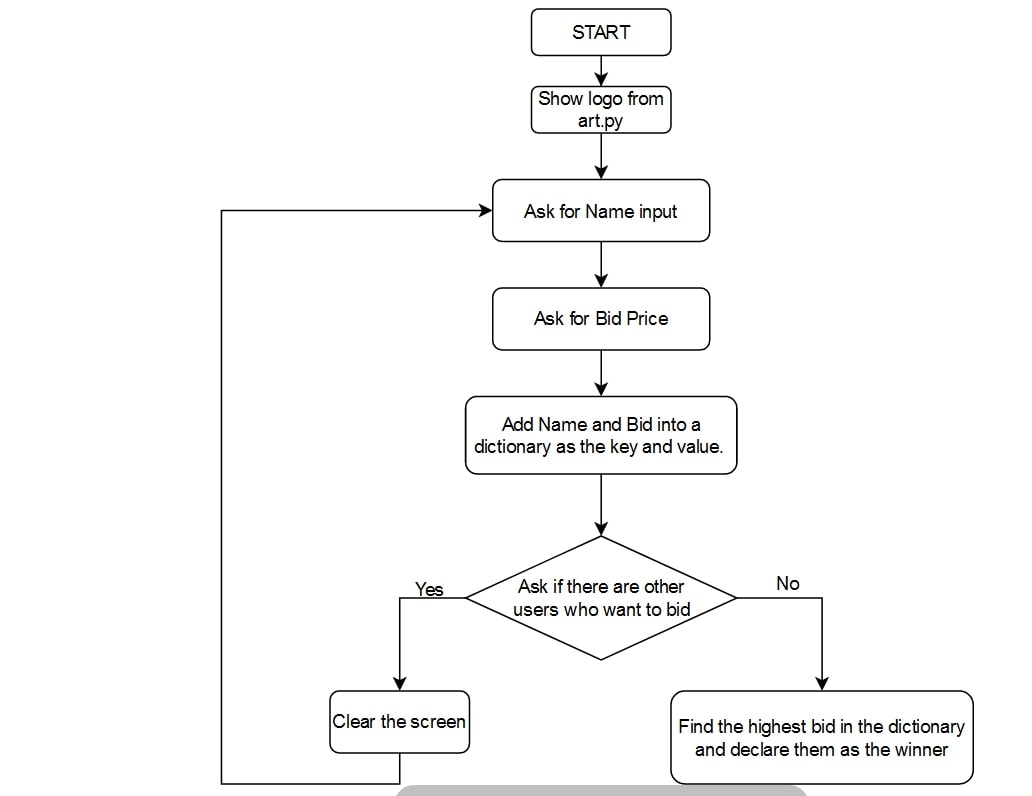 START
Show logo from
art.py
Ask for Name input
Ask for Bid Price
Add Name and Bid into a
dictionary as the key and value.
Ask if there are other
users who want to bid
Yes
No
Clear the screen
Find the highest bid in the dictionary
and declare them as the winner